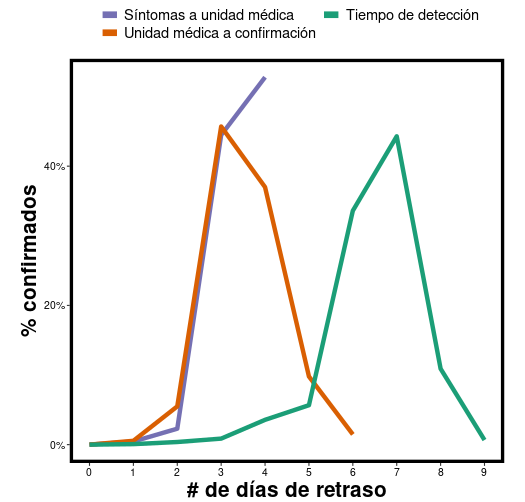 Síntomas a unidad médica Tiempo de detección
Unidad médica a confirmación
% confirmados
40%
20%
0%
0 1 2 3 4 5 6 7 8 9
# de días de retraso